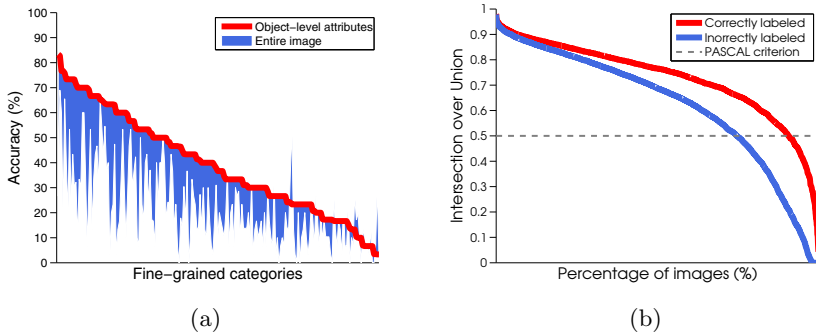 100
90
80
70
60
50
40
30
20
10
0
Accuracy (%)
Object−level attributes
Entire image
Fine−grained categories
(a)
1
0.9
0.8
0.7
0.6
0.5
0.4
0.3
0.2
0.1
0
Intersection over Union
Correctly labeled
Inorrectly labeled
PASCAL criterion
Percentage of images (%)
(b)